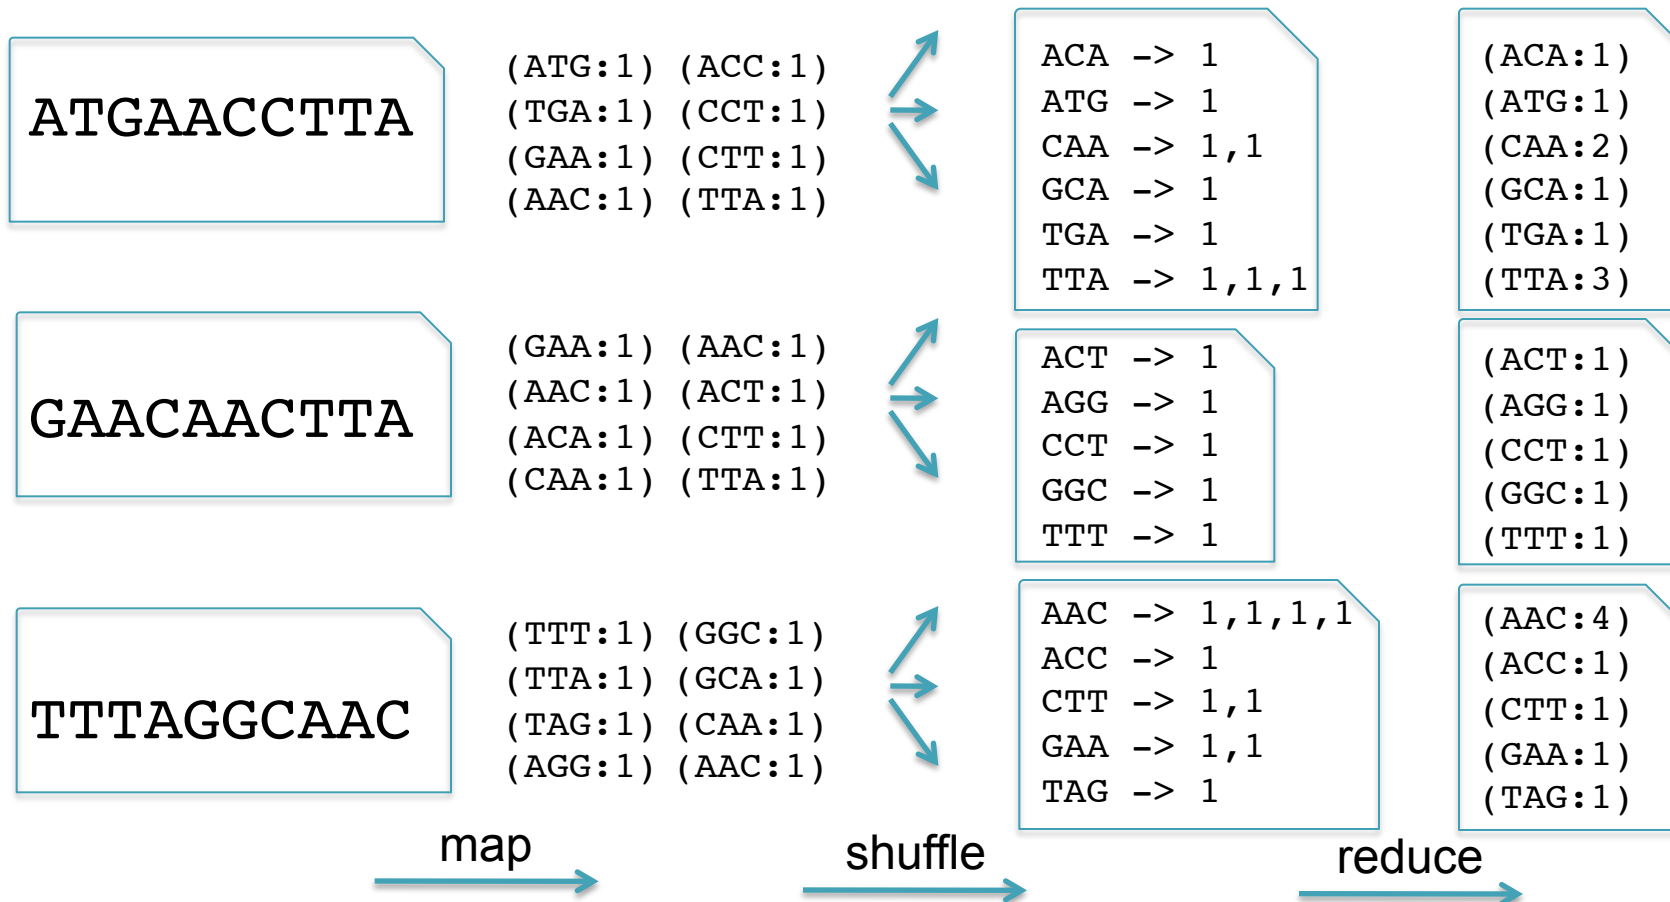 ATGAACCTTA
(ATG:1) (ACC:1)
(TGA:1) (CCT:1)
(GAA:1) (CTT:1)
(AAC:1) (TTA:1)
ACA -> 1
ATG -> 1
CAA -> 1,1
GCA -> 1
TGA -> 1
TTA -> 1,1,1
(ACA:1)
(ATG:1)
(CAA:2)
(GCA:1)
(TGA:1)
(TTA:3)
GAACAACTTA
(GAA:1) (AAC:1)
(AAC:1) (ACT:1)
(ACA:1) (CTT:1)
(CAA:1) (TTA:1)
ACT -> 1
AGG -> 1
CCT -> 1
GGC -> 1
TTT -> 1
(ACT:1)
(AGG:1)
(CCT:1)
(GGC:1)
(TTT:1)
TTTAGGCAAC
(TTT:1) (GGC:1)
(TTA:1) (GCA:1)
(TAG:1) (CAA:1)
(AGG:1) (AAC:1)
AAC -> 1,1,1,1
ACC -> 1
CTT -> 1,1
GAA -> 1,1
TAG -> 1
(AAC:4)
(ACC:1)
(CTT:1)
(GAA:1)
(TAG:1)
map
shuffle
reduce